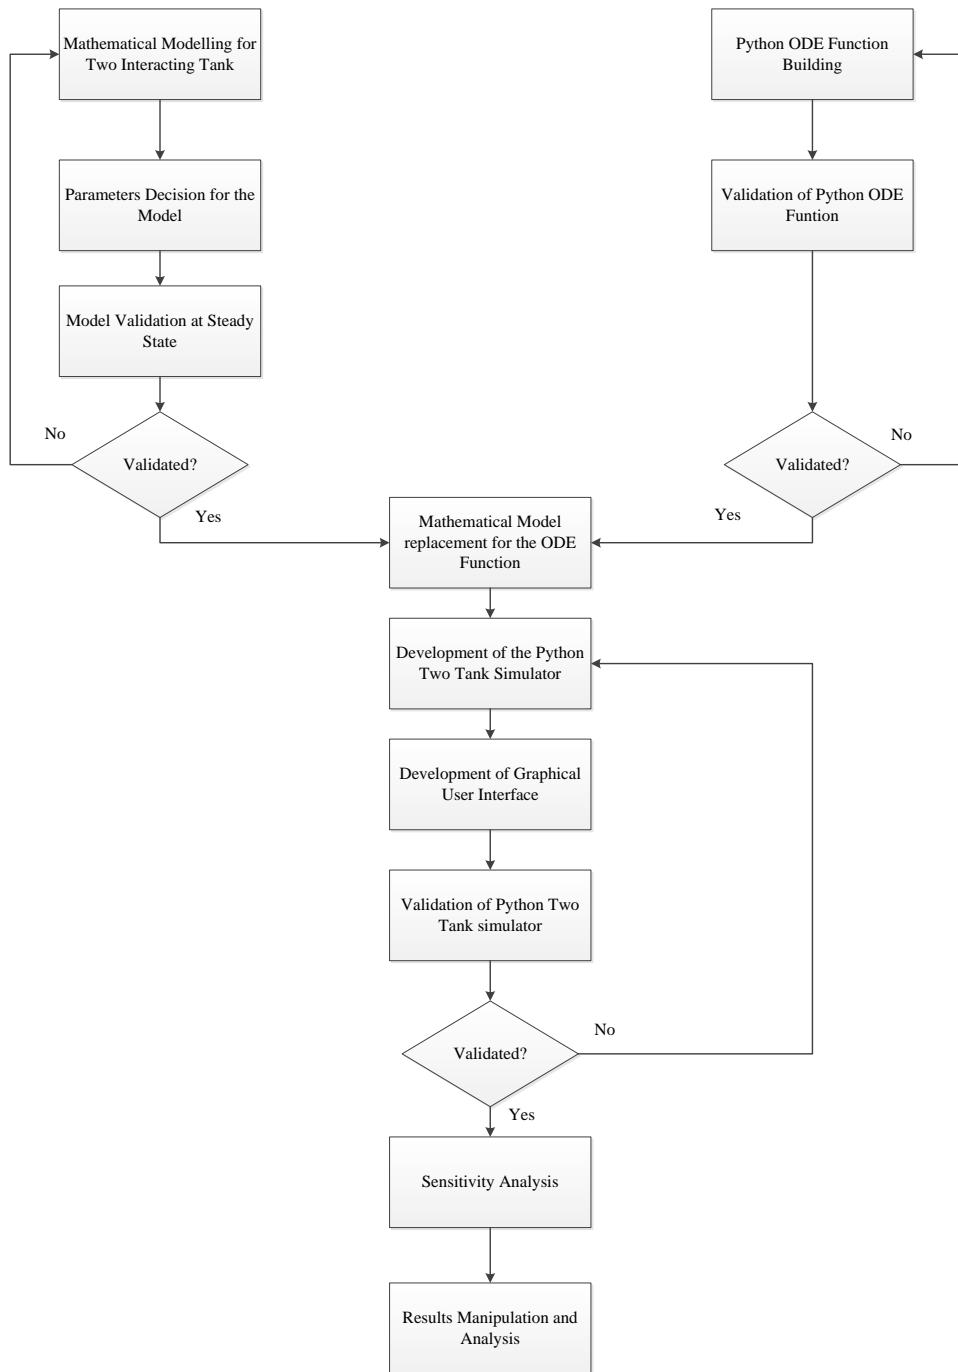 Mathematical Modelling for
Two Interacting Tank
Python ODE Function
Building
Parameters Decision for the
Model
Validation of Python ODE
Funtion
Model Validation at Steady
State
No
Validated?
Yes
No
Validated?
Yes
Mathematical Model
replacement for the ODE
Function
Development of the Python
Two Tank Simulator
Development of Graphical
User Interface
Validation of Python Two
Tank simulator
No
Validated?
Yes
Sensitivity Analysis
Results Manipulation and
Analysis